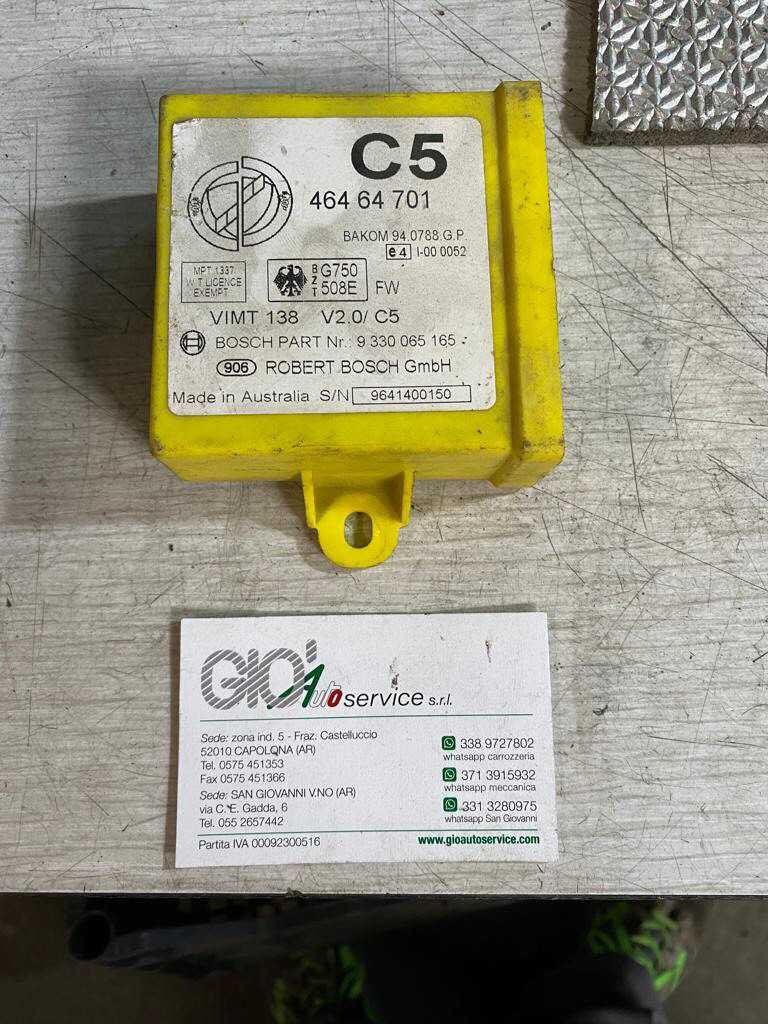 C5
464 64 701
BAKOM 94.0788.G.P.
e4 I-00 0052
MPT 1337
W.T LICENCE
EXEMPT
BZT G750
508E FW
VIMT 138 V2.0/ C5
BOSCH PART Nr.: 9 330 065 165
906 ROBERT BOSCH GmbH
Made in Australia S/N 9641400150
GIO' Autoservice s.r.l.
Sede: zona ind. 5 - Fraz. Castelluccio
52010 CAPOLONA (AR)
Tel. 0575 451353
Fax 0575 451366
Sede: SAN GIOVANNI V.NO (AR)
via C. E. Gadda, 6
Tel. 055 2657442
Partita IVA 00092300516
338 9727802
whatsapp carrozzeria
371 3915932
whatsapp meccanica
331 3280975
whatsapp San Giovanni
www.gioautoservice.com